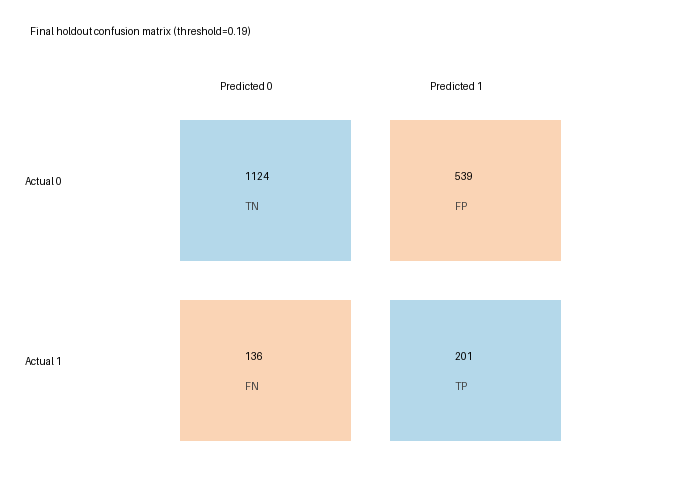 Final holdout confusion matrix (threshold=0.19)
Predicted 0 Predicted 1
Actual 0
1124 539
TN FP
Actual 1
136 201
FN TP